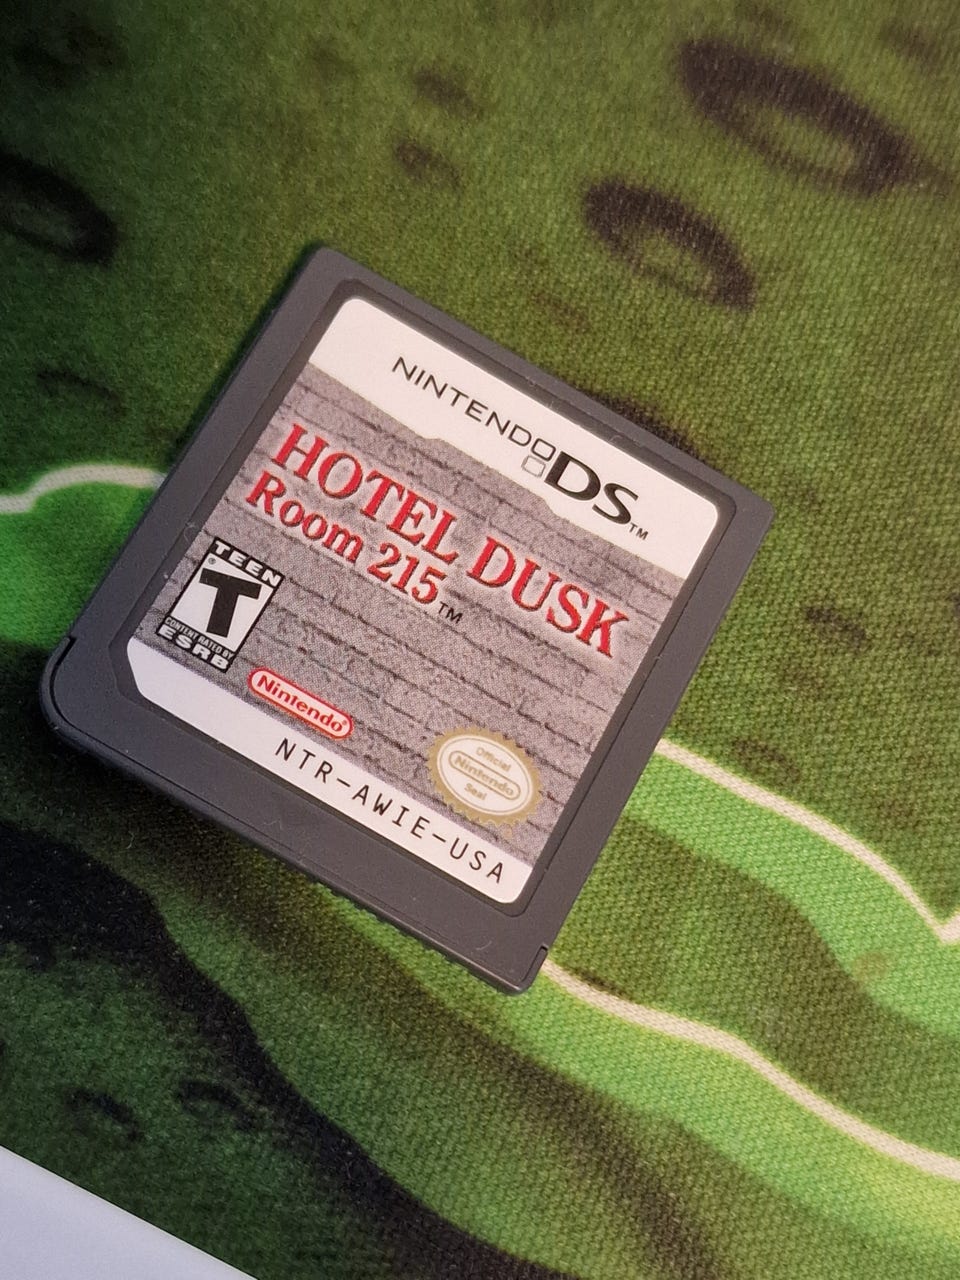 NINTENDO DS™
HOTEL DUSK
Room 215™
TEEN
T
CONTENT RATED BY
ESRB
Nintendo®
Official
Nintendo
Seal
NTR-AWIE-USA